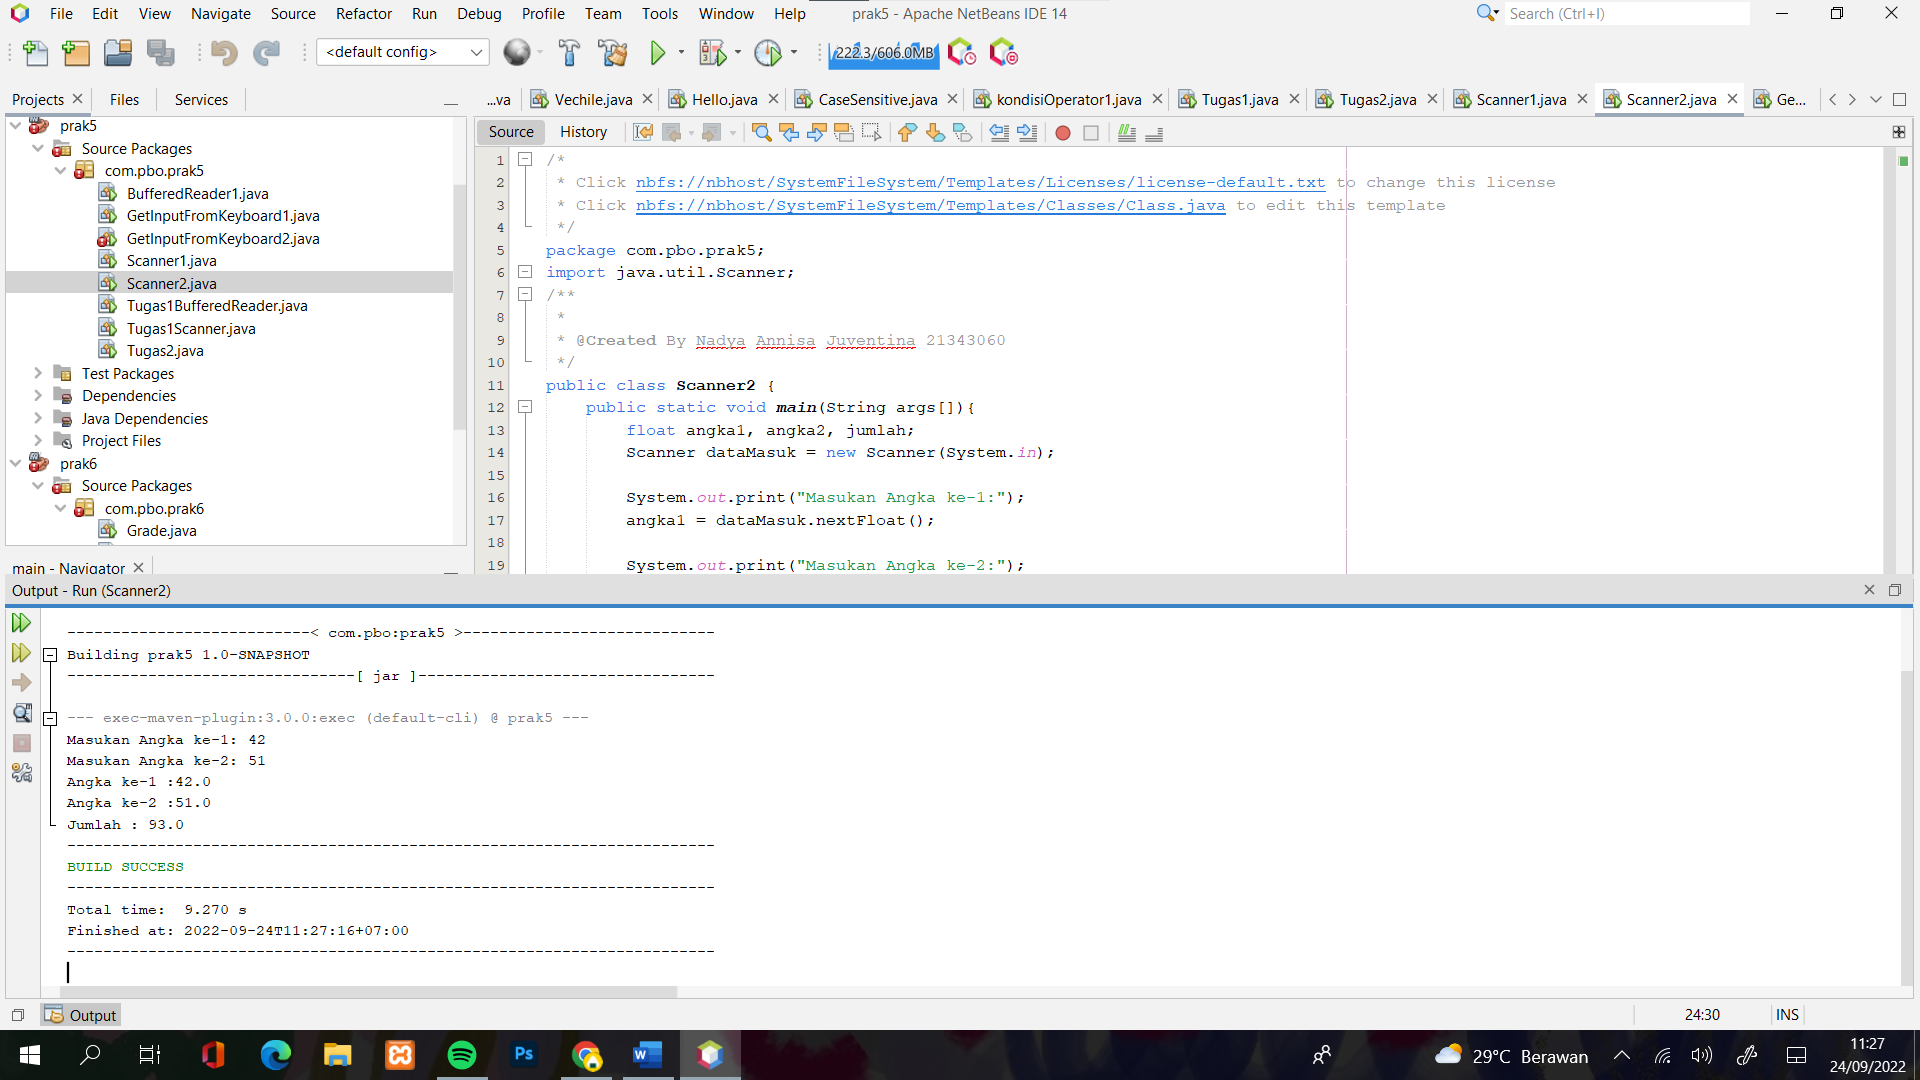 File Edit View Navigate Source Refactor Run Debug Profile Team Tools Window Help prak5 - Apache NetBeans IDE 14 Search (Ctrl+I)
<default config> 222.3/606.0MB
Projects Files Services
...va Vechile.java Hello.java CaseSensitive.java kondisiOperator1.java Tugas1.java Tugas2.java Scanner1.java Scanner2.java Ge...
Source History
prak5
Source Packages
com.pbo.prak5
BufferedReader1.java
GetInputFromKeyboard1.java
GetInputFromKeyboard2.java
Scanner1.java
Scanner2.java
Tugas1BufferedReader.java
Tugas1Scanner.java
Tugas2.java
Test Packages
Dependencies
Java Dependencies
Project Files
prak6
Source Packages
com.pbo.prak6
Grade.java
main - Navigator
1 /*
2 * Click nbfs://nbhost/SystemFileSystem/Templates/Licenses/license-default.txt to change this license
3 * Click nbfs://nbhost/SystemFileSystem/Templates/Classes/Class.java to edit this template
4 */
5 package com.pbo.prak5;
6 import java.util.Scanner;
7 /**
8 *
9 * @Created By Nadya Annisa Juventina 21343060
10 */
11 public class Scanner2 {
12 public static void main(String args[]){
13 float angka1, angka2, jumlah;
14 Scanner dataMasuk = new Scanner(System.in);
15
16 System.out.print("Masukan Angka ke-1:");
17 angka1 = dataMasuk.nextFloat();
18
19 System.out.print("Masukan Angka ke-2:");
Output - Run (Scanner2)
---------------------------< com.pbo:prak5 >----------------------------
Building prak5 1.0-SNAPSHOT
--------------------------------[ jar ]---------------------------------
--- exec-maven-plugin:3.0.0:exec (default-cli) @ prak5 ---
Masukan Angka ke-1: 42
Masukan Angka ke-2: 51
Angka ke-1 :42.0
Angka ke-2 :51.0
Jumlah : 93.0
------------------------------------------------------------------------
BUILD SUCCESS
------------------------------------------------------------------------
Total time: 9.270 s
Finished at: 2022-09-24T11:27:16+07:00
------------------------------------------------------------------------
Output 24:30 INS
Ps 29°C Berawan 11:27
24/09/2022